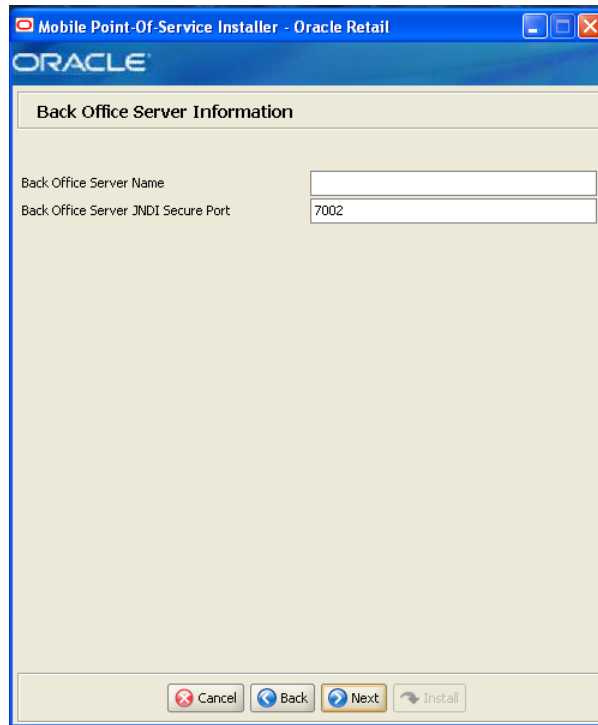 Mobile Point-Of-Service Installer - Oracle Retail
ORACLE
Back Office Server Information
Back Office Server Name
Back Office Server JNDI Secure Port 7002
Cancel Back Next Install